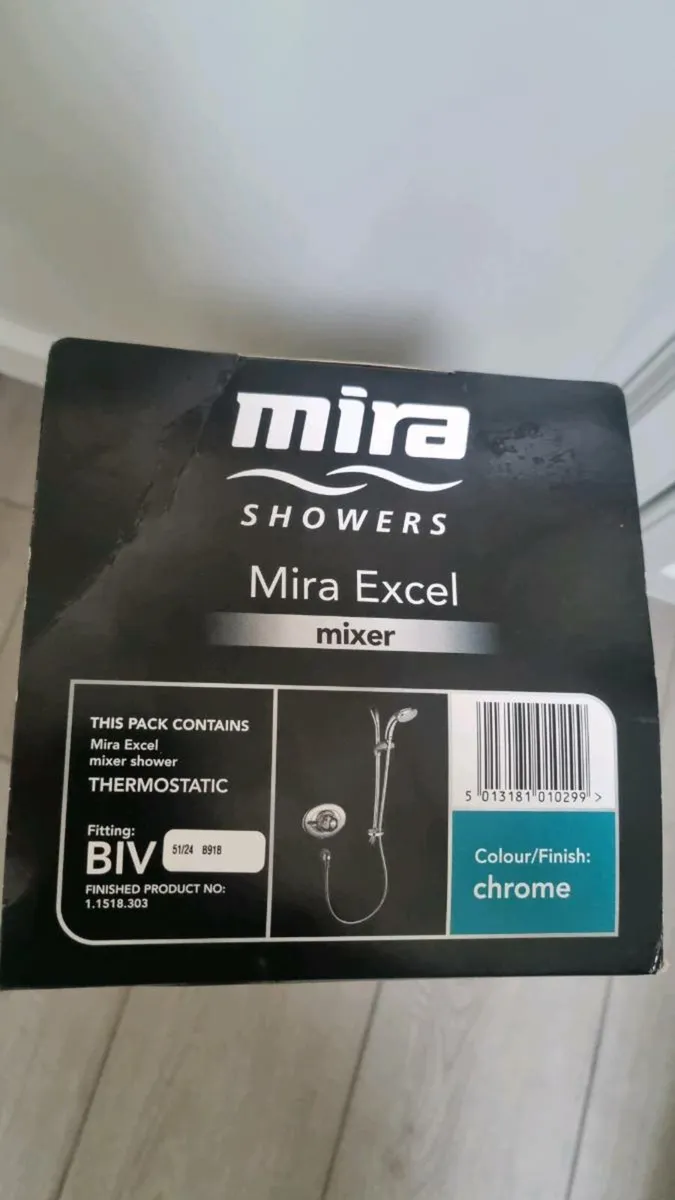 mira
SHOWERS
Mira Excel
mixer
THIS PACK CONTAINS
Mira Excel
mixer shower
THERMOSTATIC
Fitting:
BIV
51/24 8918
FINISHED PRODUCT NO:
1.1518.303
5 013181 010299 >
Colour/Finish:
chrome